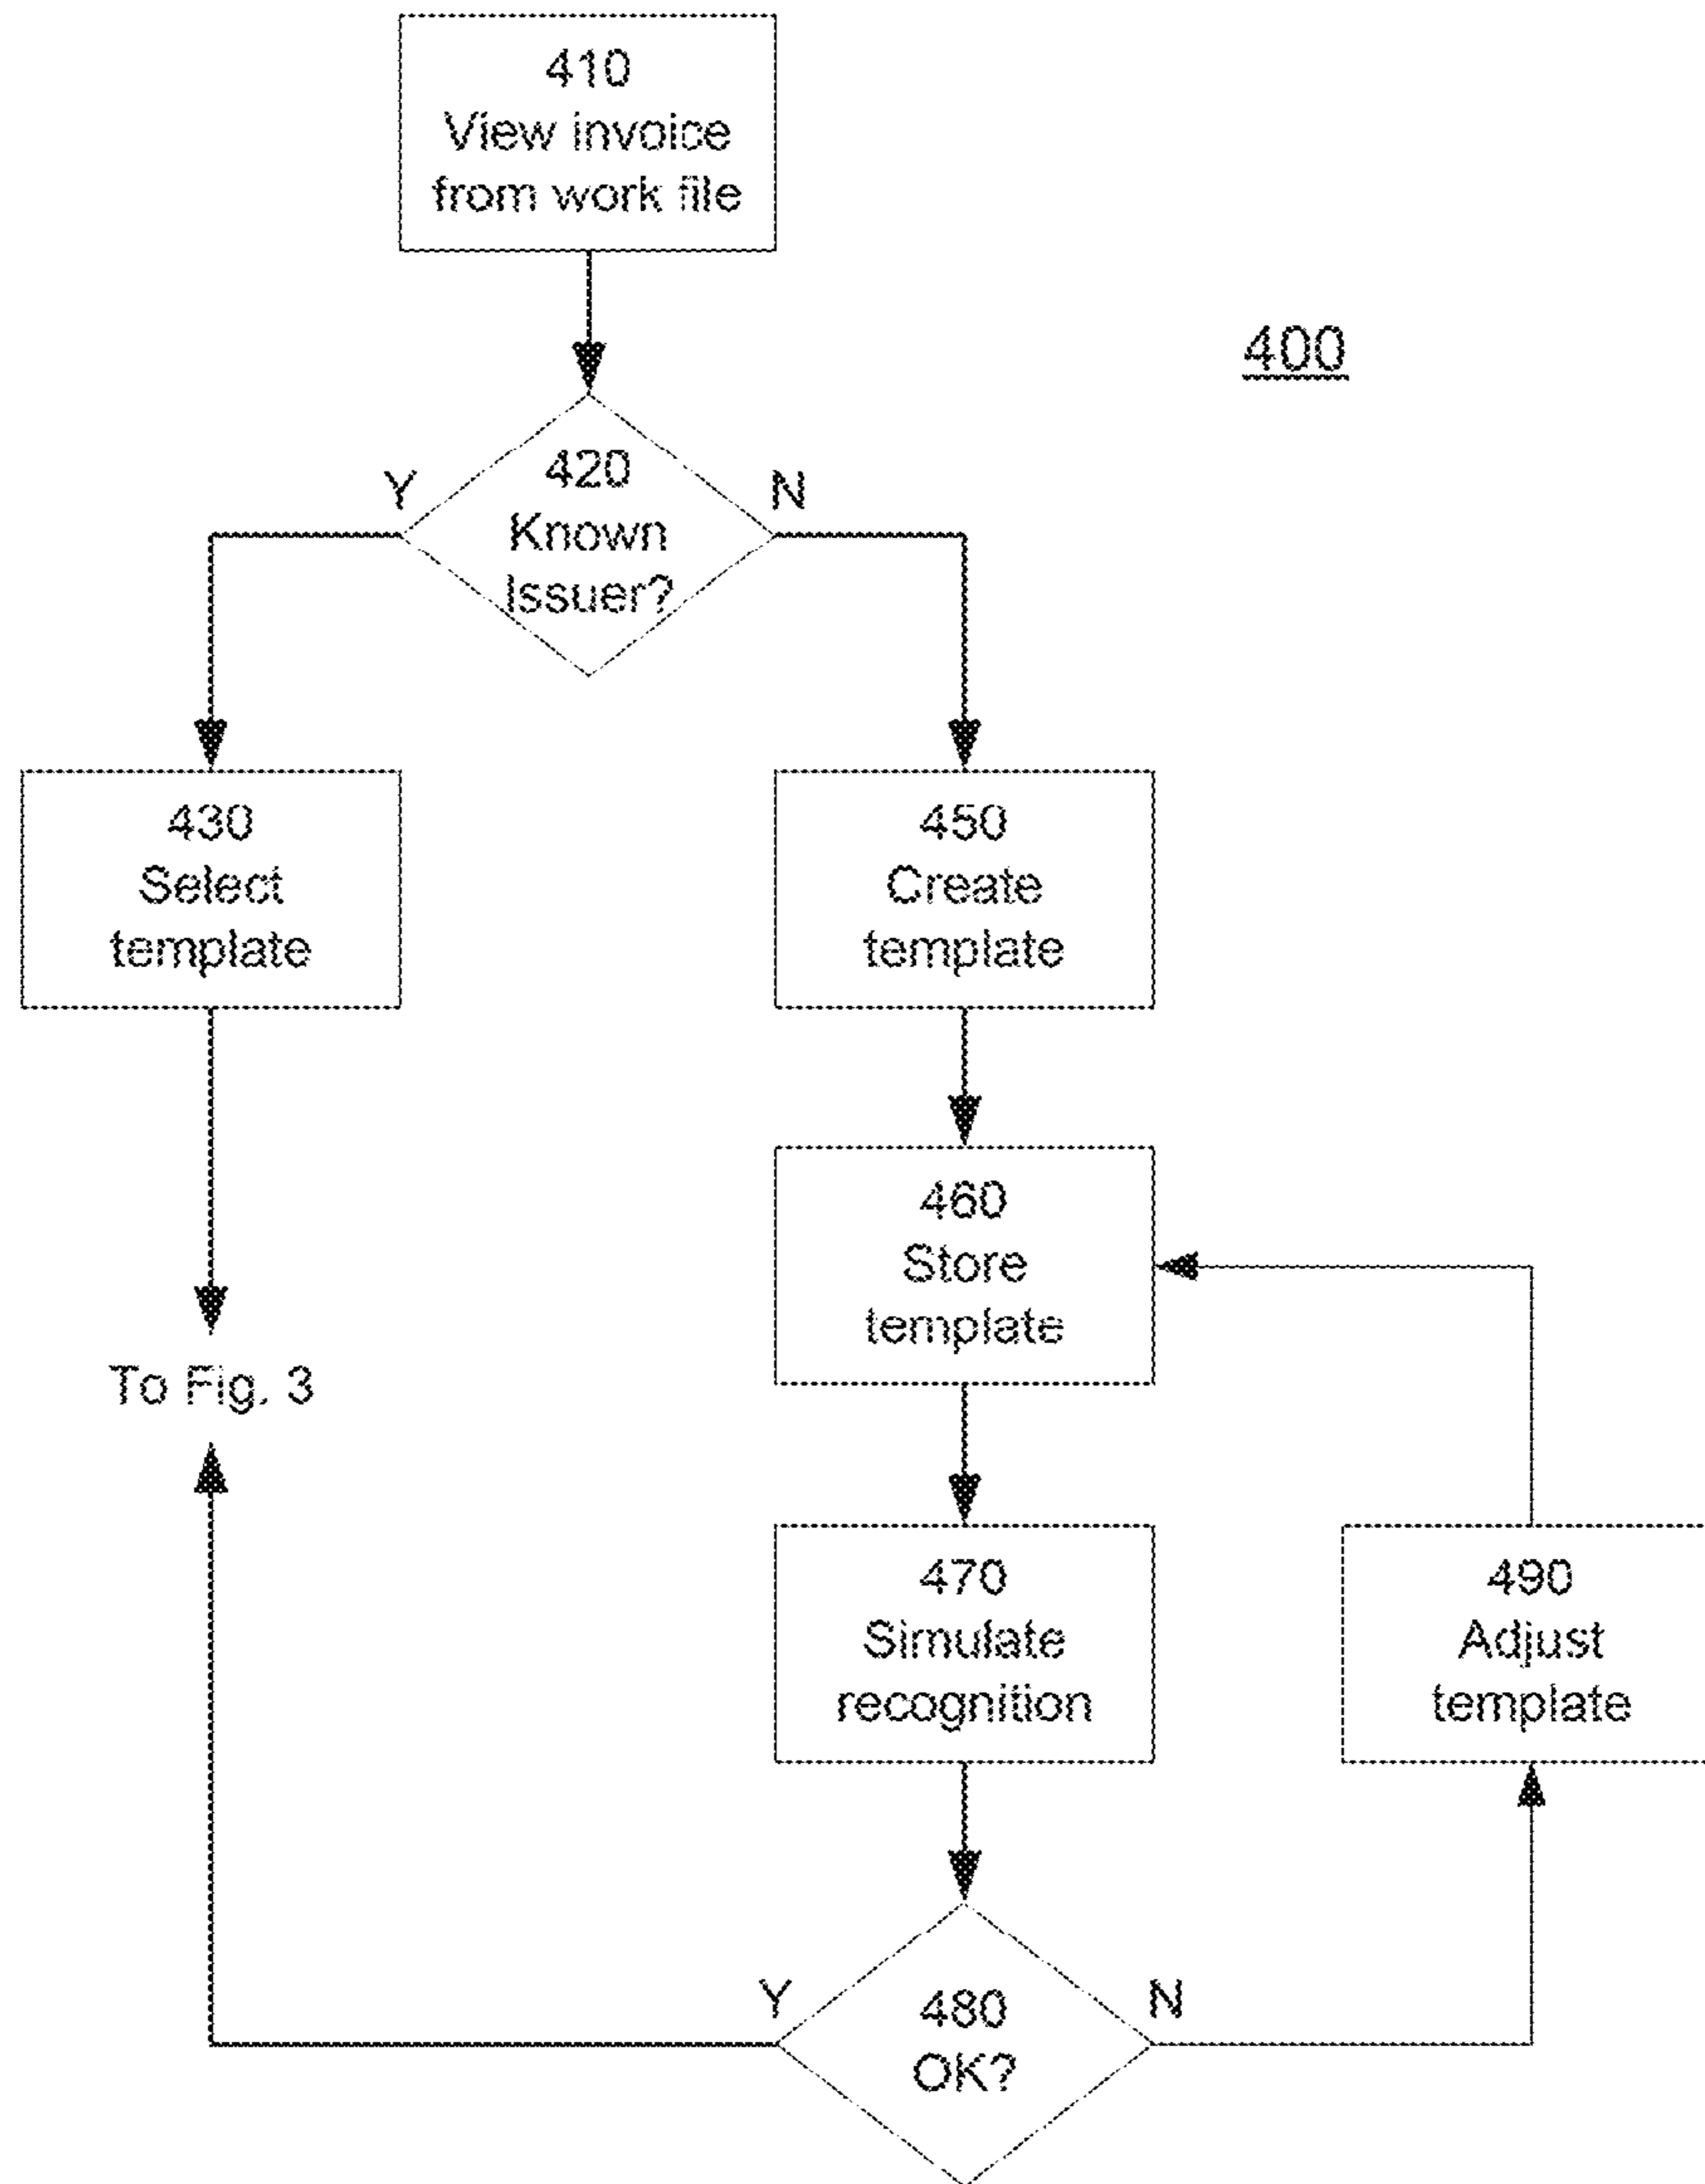 410
View invoice
from work file
400
420
Known
Issuer?
Y
N
430
Select
template
450
Create
template
460
Store
template
To Fig. 3
470
Simulate
recognition
490
Adjust
template
480
OK?
Y
N